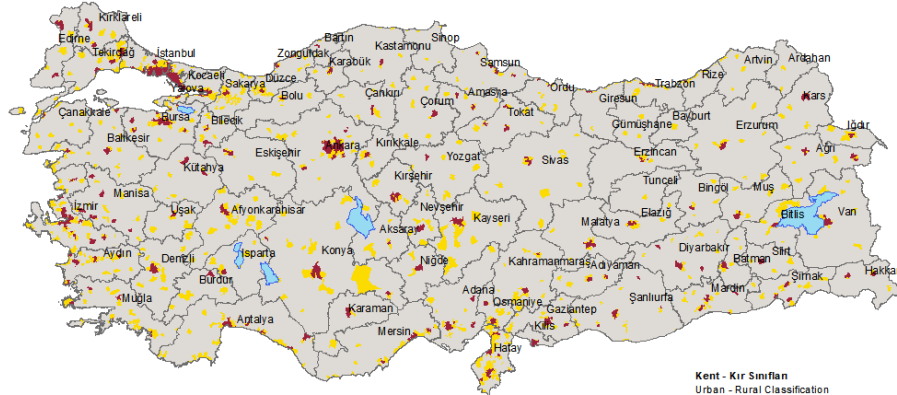 Kırklareli
Edirne
Tekirdağ
İstanbul
Kocaeli
Yalova
Sakarya
Düzce
Bolu
Zonguldak
Bartın
Karabük
Kastamonu
Sinop
Samsun
Çankırı
Çorum
Amasya
Tokat
Ordu
Giresun
Trabzon
Rize
Artvin
Ardahan
Kars
Gümüşhane
Bayburt
Erzurum
Iğdır
Ağrı
Çanakkale
Balıkesir
Bursa
Bilecik
Eskişehir
Kütahya
Ankara
Kırıkkale
Yozgat
Sivas
Erzincan
Tunceli
Bingöl
Muş
Bitlis
Van
Manisa
İzmir
Uşak
Afyonkarahisar
Kırşehir
Nevşehir
Kayseri
Aksaray
Konya
Niğde
Malatya
Elazığ
Diyarbakır
Batman
Siirt
Şırnak
Hakkari
Aydın
Denizli
Burdur
Isparta
Muğla
Antalya
Karaman
Mersin
Adana
Osmaniye
Kahramanmaraş
Adıyaman
Gaziantep
Kilis
Hatay
Şanlıurfa
Mardin
Kent - Kır Sınıfları
Urban - Rural Classification